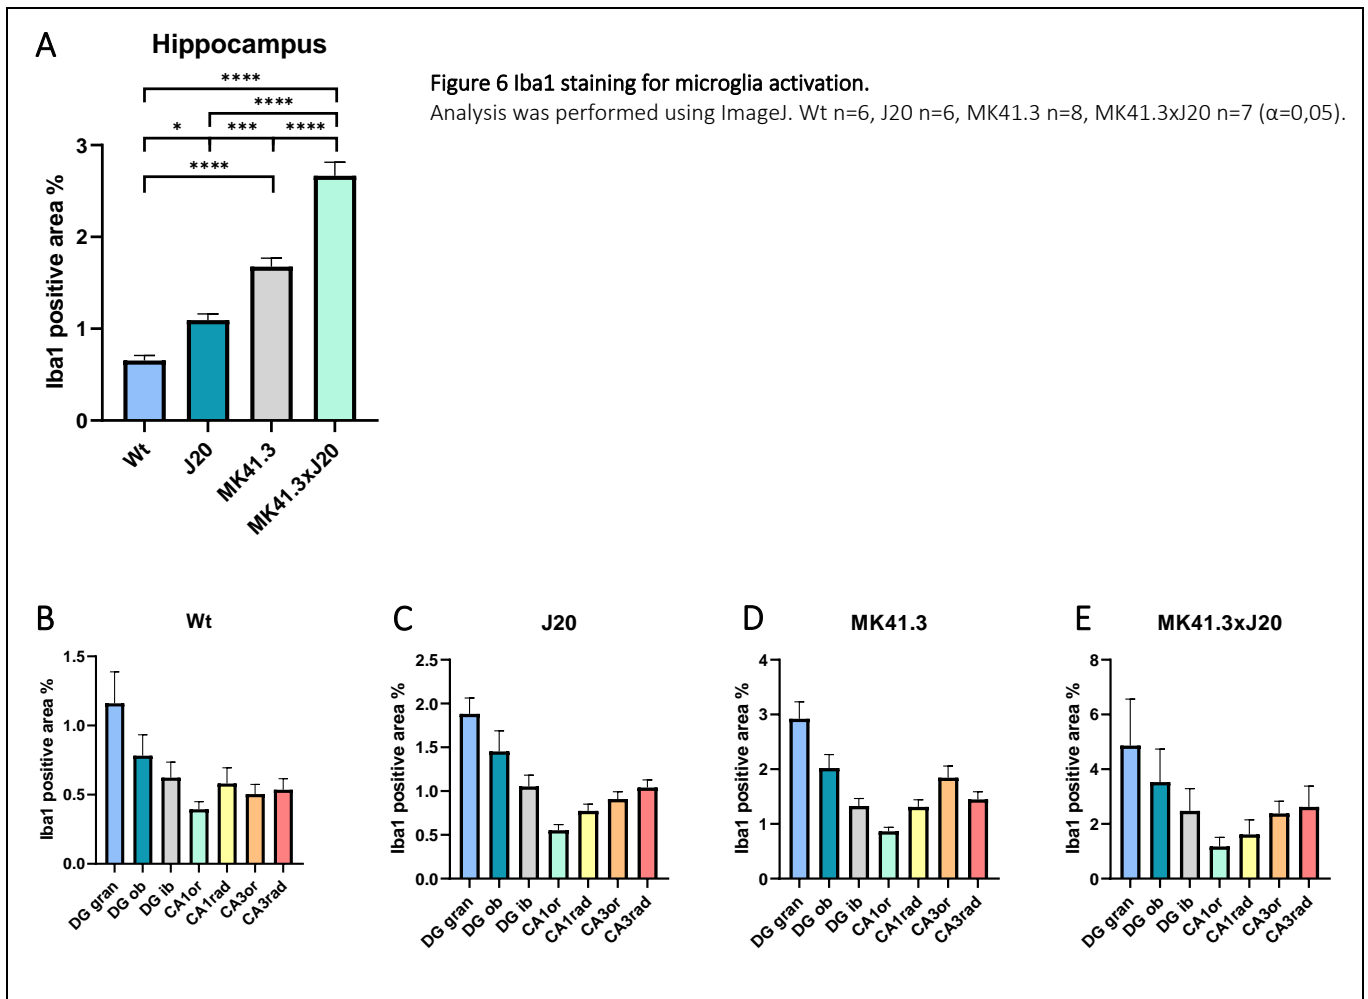 A
Hippocampus
****
****
* *** ****
****
Iba1 positive area %
3
2
1
0
Wt
J20
MK41.3
MK41.3xJ20
Figure 6 Iba1 staining for microglia activation.
Analysis was performed using ImageJ. Wt n=6, J20 n=6, MK41.3 n=8, MK41.3xJ20 n=7 (α=0,05).
B
Wt
Iba1 positive area %
1.5
1.0
0.5
0.0
DG gran
DG ob
DG ib
CA1or
CA1rad
CA3or
CA3rad
C
J20
Iba1 positive area %
2.5
2.0
1.5
1.0
0.5
0.0
DG gran
DG ob
DG ib
CA1or
CA1rad
CA3or
CA3rad
D
MK41.3
Iba1 positive area %
4
3
2
1
0
DG gran
DG ob
DG ib
CA1or
CA1rad
CA3or
CA3rad
E
MK41.3xJ20
Iba1 positive area %
8
6
4
2
0
DG gran
DG ob
DG ib
CA1or
CA1rad
CA3or
CA3rad